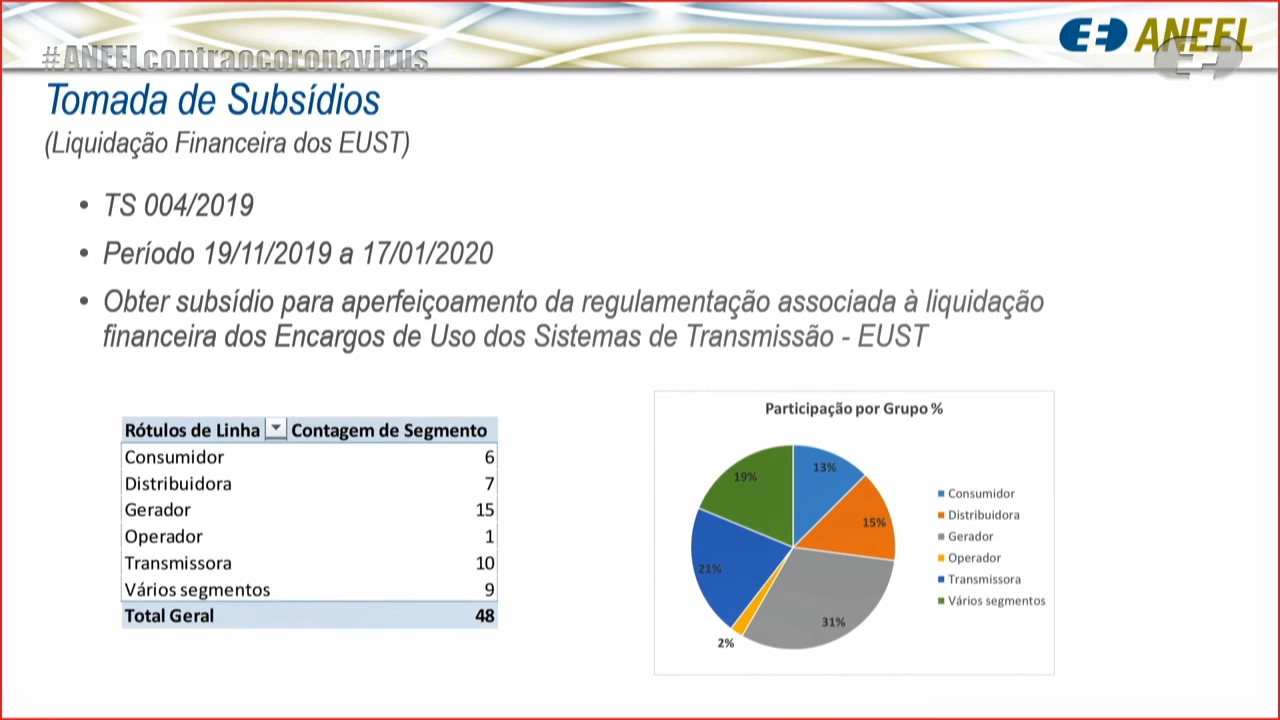 #ANEELcontraocoronavirus
ANEEL
Tomada de Subsídios
(Liquidação Financeira dos EUST)
• TS 004/2019
• Período 19/11/2019 a 17/01/2020
• Obter subsídio para aperfeiçoamento da regulamentação associada à liquidação
financeira dos Encargos de Uso dos Sistemas de Transmissão - EUST
Rótulos de Linha Contagem de Segmento
Consumidor 6
Distribuidora 7
Gerador 15
Operador 1
Transmissora 10
Vários segmentos 9
Total Geral 48
Participação por Grupo %
13%
15%
31%
2%
21%
19%
Consumidor
Distribuidora
Gerador
Operador
Transmissora
Vários segmentos